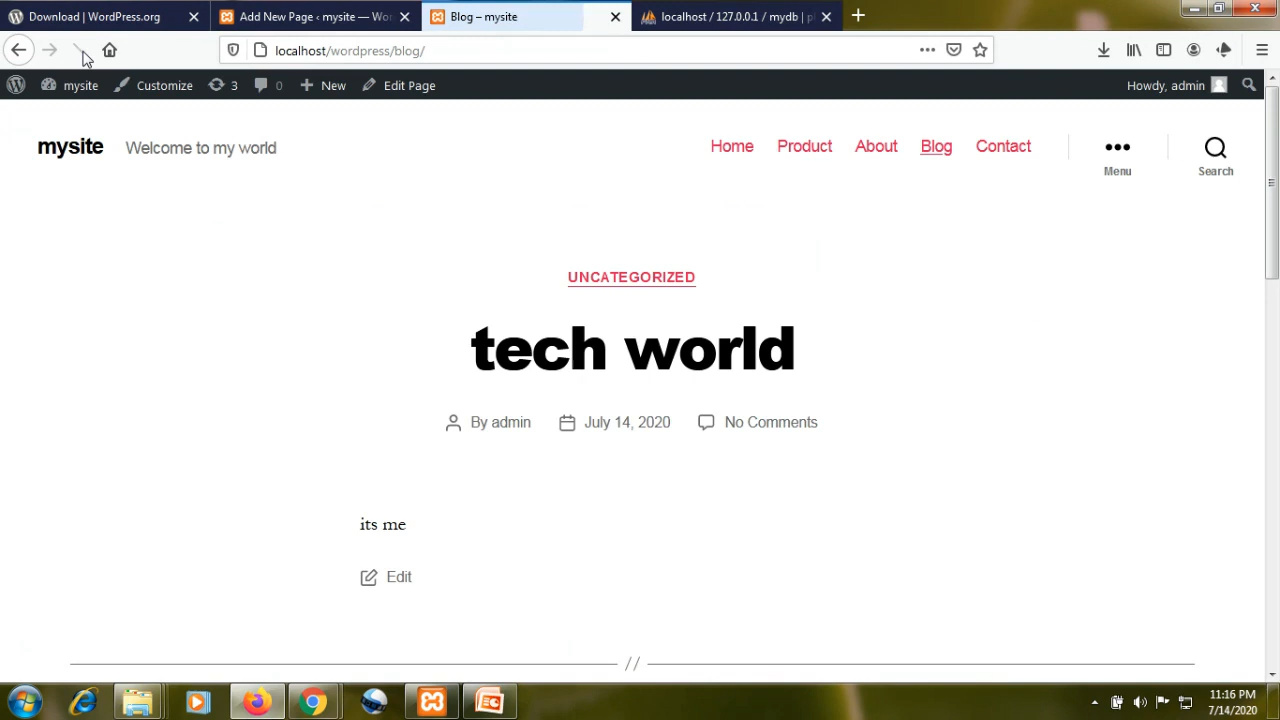 Download | WordPress.org
Add New Page ‹ mysite — Wor
Blog – mysite
localhost / 127.0.0.1 / mydb | p
localhost/wordpress/blog/
mysite
Customize
3
0
New
Edit Page
Howdy, admin
mysite
Welcome to my world
Home
Product
About
Blog
Contact
Menu
Search
UNCATEGORIZED
tech world
By admin
July 14, 2020
No Comments
its me
Edit
//
11:16 PM
7/14/2020